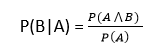 P(B|A) = P(A ∧ B) / P(A)